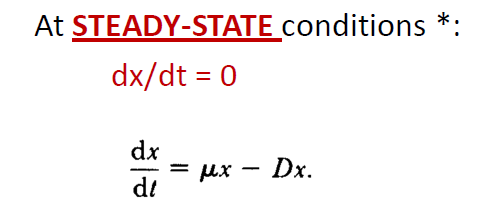 At STEADY-STATE conditions *:
dx/dt = 0
dx/dt = μx − Dx.